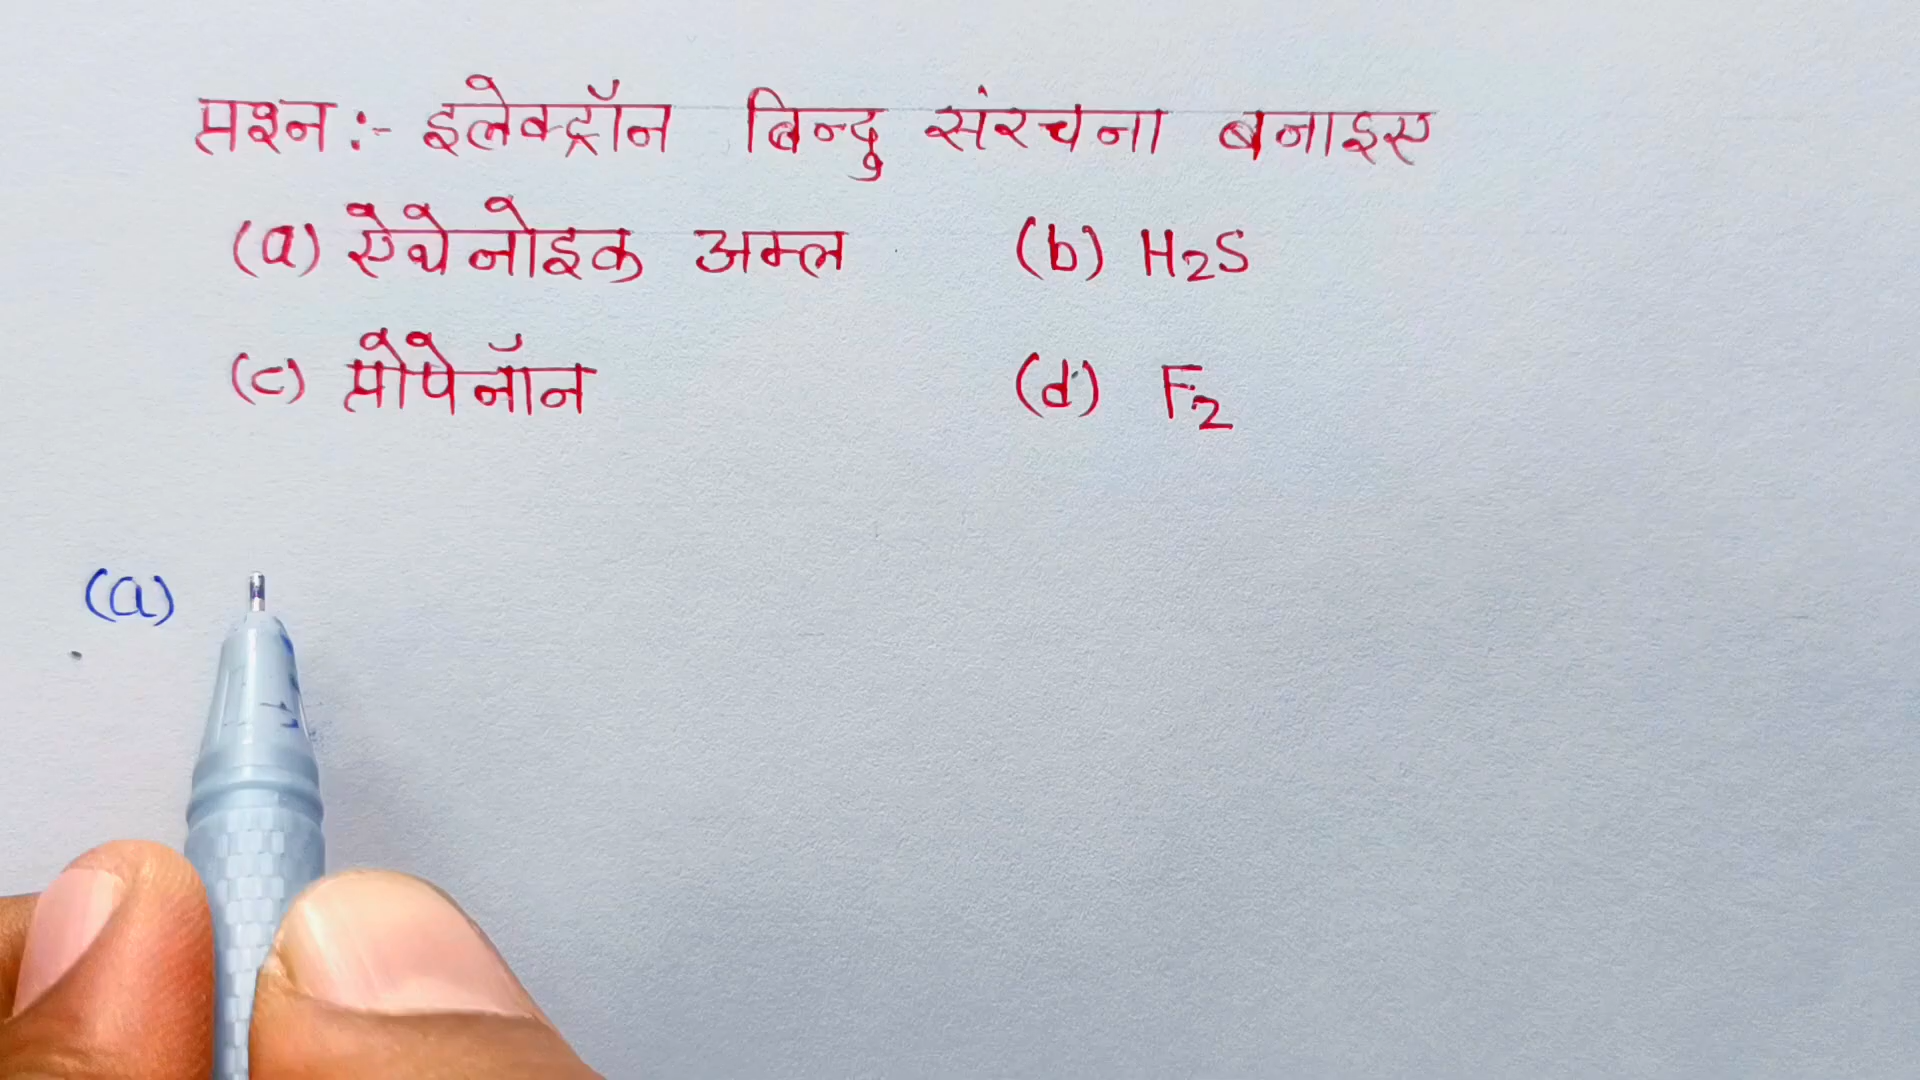 प्रश्न :- इलेक्ट्रॉन बिन्दु संरचना बनाइए
(a) ऐथेनोइक अम्ल (b) H₂S
(c) प्रोपेनॉन (d) F₂
(a)